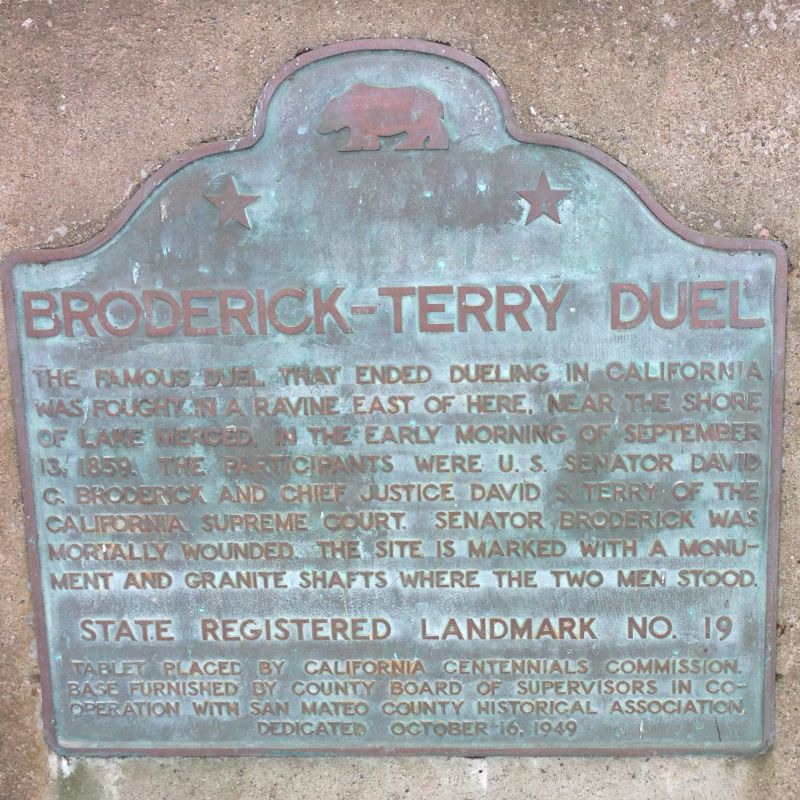 BRODERICK-TERRY DUEL
THE FAMOUS DUEL THAT ENDED DUELING IN CALIFORNIA
WAS FOUGHT IN A RAVINE EAST OF HERE, NEAR THE SHORE
OF LAKE MERCED, IN THE EARLY MORNING OF SEPTEMBER
13, 1859. THE PARTICIPANTS WERE U. S. SENATOR DAVID
C. BRODERICK AND CHIEF JUSTICE DAVID S. TERRY OF THE
CALIFORNIA SUPREME COURT. SENATOR BRODERICK WAS
MORTALLY WOUNDED. THE SITE IS MARKED WITH A MONU-
MENT AND GRANITE SHAFTS WHERE THE TWO MEN STOOD.
STATE REGISTERED LANDMARK NO. 19
TABLET PLACED BY CALIFORNIA CENTENNIALS COMMISSION.
BASE FURNISHED BY COUNTY BOARD OF SUPERVISORS IN CO-
OPERATION WITH SAN MATEO COUNTY HISTORICAL ASSOCIATION,
DEDICATED OCTOBER 16, 1949